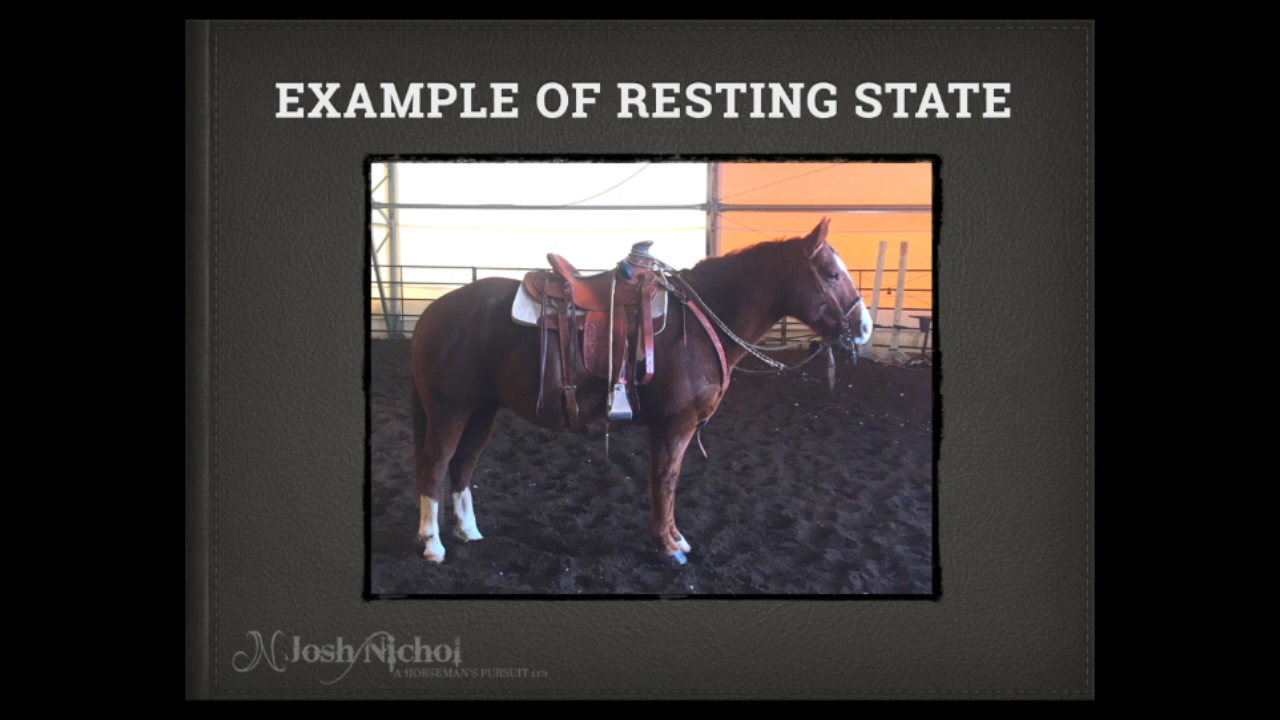 EXAMPLE OF RESTING STATE
N Josh Nichol
A HORSEMAN'S PURSUIT LTD